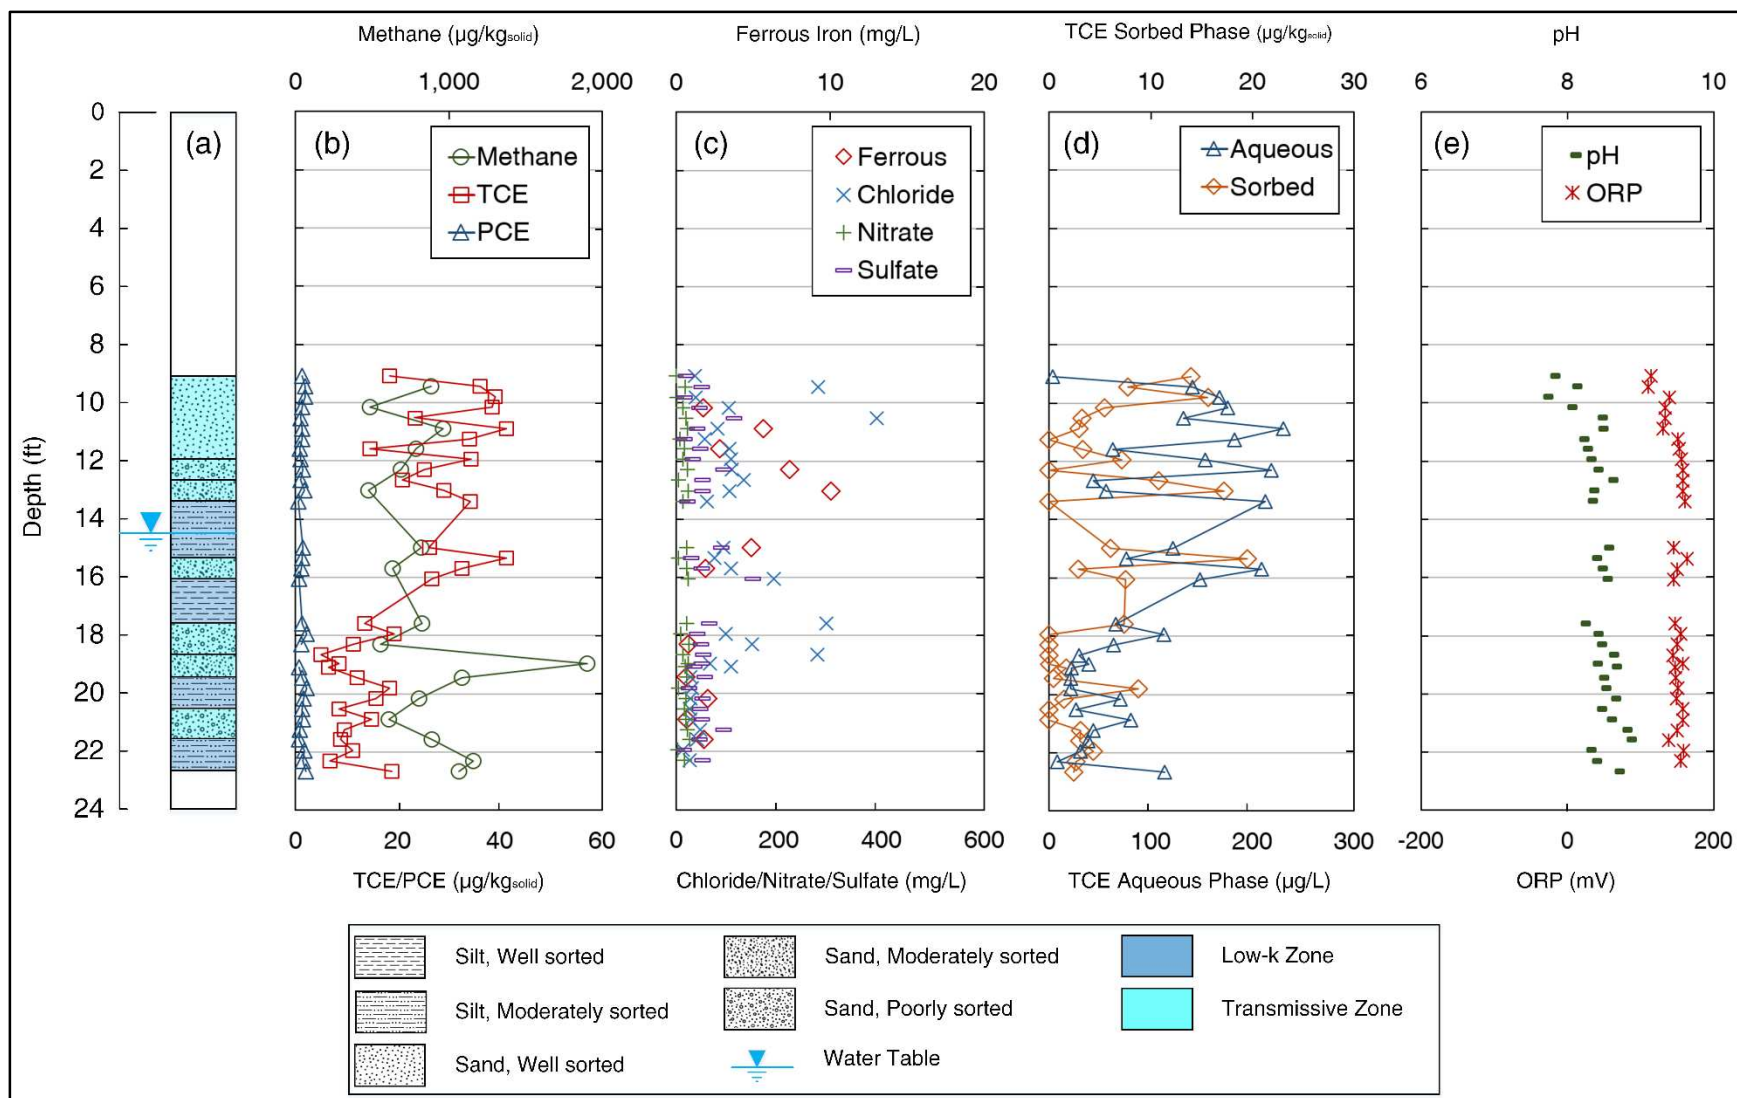 Methane (µg/kgsolid)
Ferrous Iron (mg/L)
TCE Sorbed Phase (µg/kgsolid)
pH
0 1,000 2,000
0 10 20
0 10 20 30
6 8 10
Depth (ft)
0
2
4
6
8
10
12
14
16
18
20
22
24
(a)
(b)
Methane
TCE
PCE
(c)
Ferrous
Chloride
Nitrate
Sulfate
(d)
Aqueous
Sorbed
(e)
pH
ORP
0 20 40 60
0 200 400 600
0 100 200 300
-200 0 200
TCE/PCE (µg/kgsolid)
Chloride/Nitrate/Sulfate (mg/L)
TCE Aqueous Phase (µg/L)
ORP (mV)
Silt, Well sorted
Sand, Moderately sorted
Low-k Zone
Silt, Moderately sorted
Sand, Poorly sorted
Transmissive Zone
Sand, Well sorted
Water Table